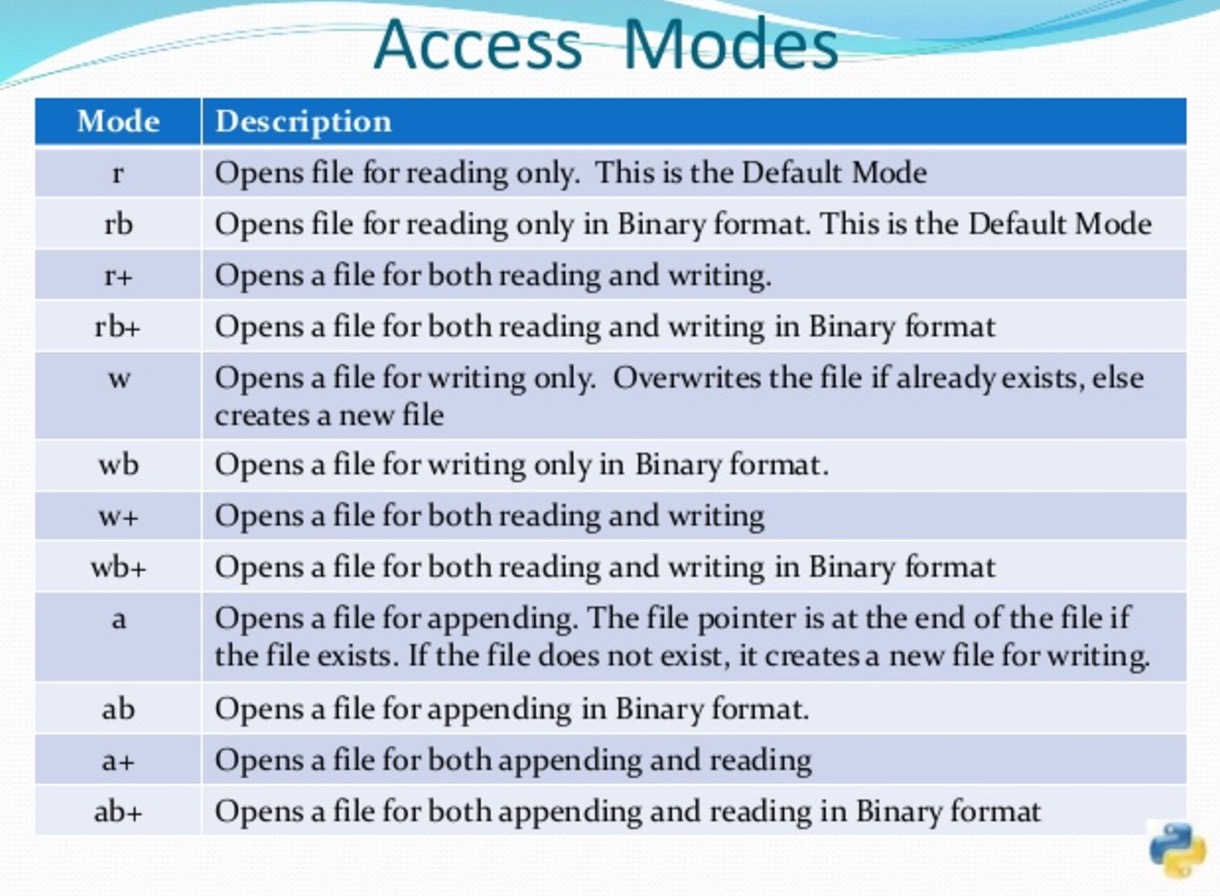 Access Modes
Mode Description
r Opens file for reading only. This is the Default Mode
rb Opens file for reading only in Binary format. This is the Default Mode
r+ Opens a file for both reading and writing.
rb+ Opens a file for both reading and writing in Binary format
w Opens a file for writing only. Overwrites the file if already exists, else
creates a new file
wb Opens a file for writing only in Binary format.
w+ Opens a file for both reading and writing
wb+ Opens a file for both reading and writing in Binary format
a Opens a file for appending. The file pointer is at the end of the file if
the file exists. If the file does not exist, it creates a new file for writing.
ab Opens a file for appending in Binary format.
a+ Opens a file for both appending and reading
ab+ Opens a file for both appending and reading in Binary format